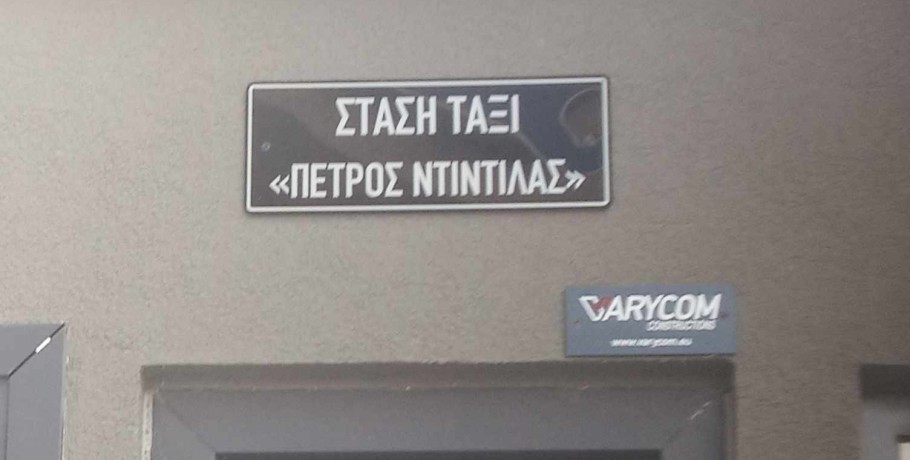 ΣΤΑΣΗ ΤΑΞΙ
«ΠΕΤΡΟΣ ΝΤΙΝΤΙΛΑΣ»
VARYCOM
CONSTRUCTIONS
www.varycom.eu